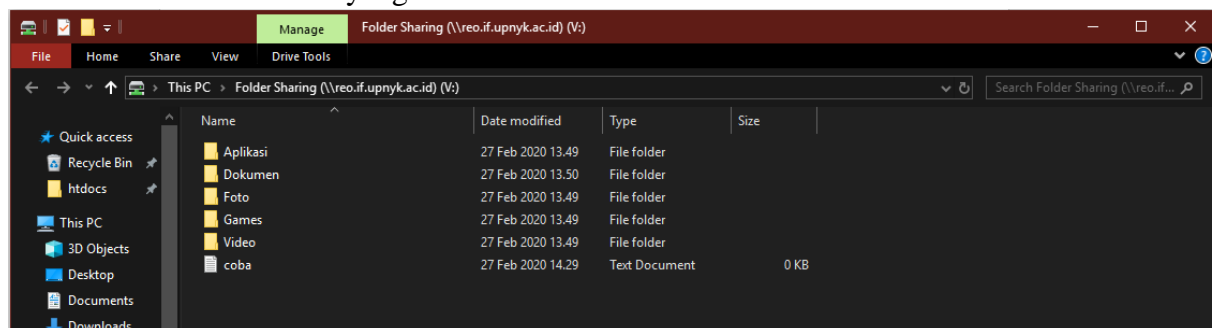 Manage Folder Sharing (\\reo.if.upnyk.ac.id) (V:)
File Home Share View Drive Tools
This PC > Folder Sharing (\\reo.if.upnyk.ac.id) (V:)
Search Folder Sharing (\\reo.if...
Name Date modified Type Size
Quick access
Recycle Bin
htdocs
This PC
3D Objects
Desktop
Documents
Downloads
Aplikasi 27 Feb 2020 13.49 File folder
Dokumen 27 Feb 2020 13.50 File folder
Foto 27 Feb 2020 13.49 File folder
Games 27 Feb 2020 13.49 File folder
Video 27 Feb 2020 13.49 File folder
coba 27 Feb 2020 14.29 Text Document 0 KB